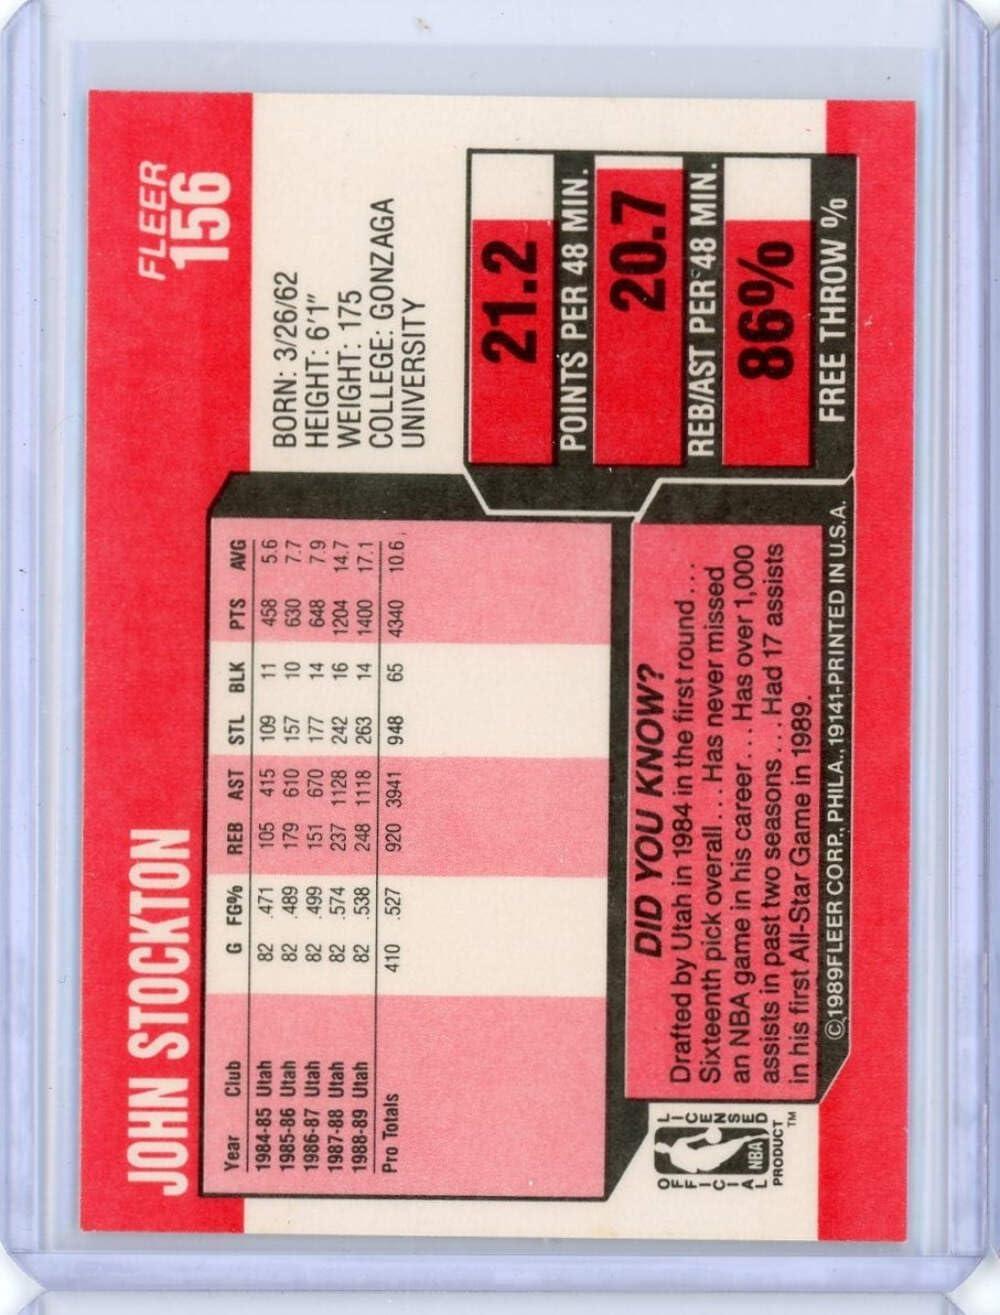 JOHN STOCKTON
FLEER
156
Year Club G FG% REB AST STL BLK PTS AVG
1984-85 Utah 82 .471 105 415 109 11 458 5.6
1985-86 Utah 82 .489 179 610 157 10 630 7.7
1986-87 Utah 82 .499 151 670 177 14 648 7.9
1987-88 Utah 82 .574 237 1128 242 16 1204 14.7
1988-89 Utah 82 .538 248 1118 263 14 1400 17.1
Pro Totals 410 .527 920 3941 948 65 4340 10.6
BORN: 3/26/62
HEIGHT: 6'1"
WEIGHT: 175
COLLEGE: GONZAGA
UNIVERSITY
21.2
POINTS PER 48 MIN.
20.7
REB/AST PER 48 MIN.
86%
FREE THROW %
DID YOU KNOW?
Drafted by Utah in 1984 in the first round...
Sixteenth pick overall... Has never missed
an NBA game in his career... Has over 1,000
assists in past two seasons... Had 17 assists
in his first All-Star Game in 1989.
OFFICIAL LICENSED
NBA
PRODUCT™
©1989FLEER CORP., PHILA., 19141-PRINTED IN U.S.A.